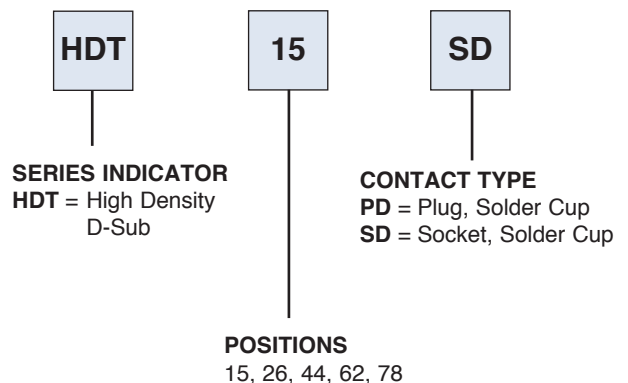 HDT 15 SD
SERIES INDICATOR
HDT = High Density
D-Sub
CONTACT TYPE
PD = Plug, Solder Cup
SD = Socket, Solder Cup
POSITIONS
15, 26, 44, 62, 78